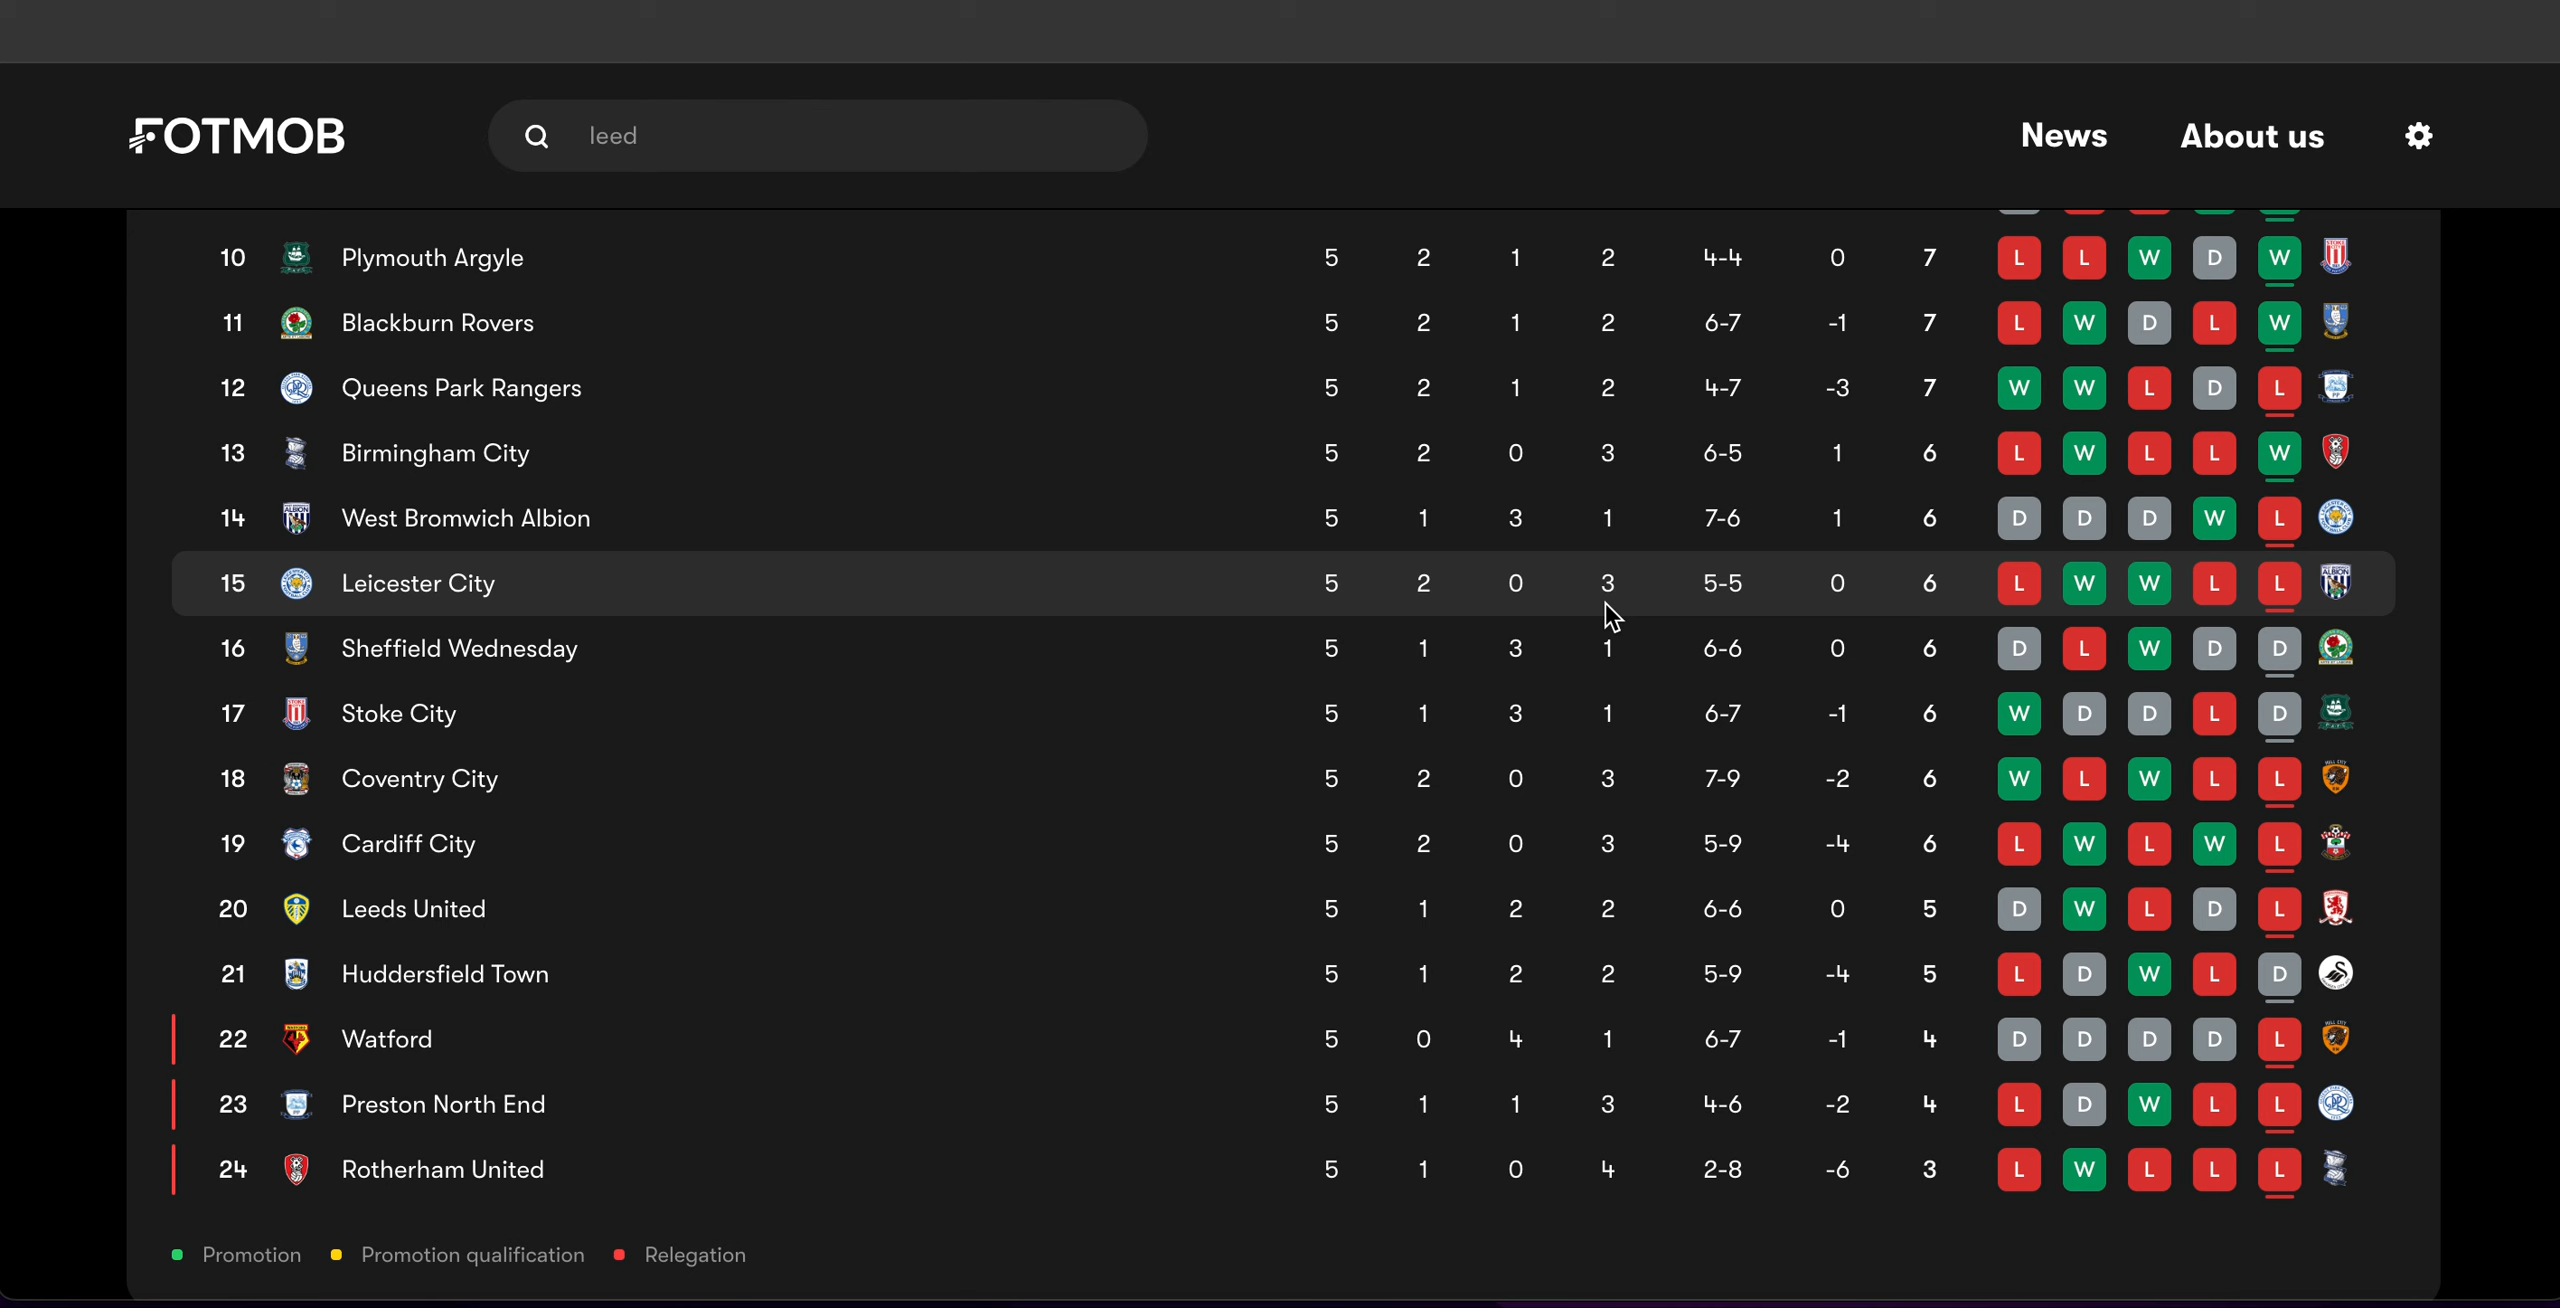 FOTMOB leed News About us
10 Plymouth Argyle 5 2 1 2 4-4 0 7 L L W D W
11 Blackburn Rovers 5 2 1 2 6-7 -1 7 L W D L W
12 Queens Park Rangers 5 2 1 2 4-7 -3 7 W W L D L
13 Birmingham City 5 2 0 3 6-5 1 6 L W L L W
14 West Bromwich Albion 5 1 3 1 7-6 1 6 D D D W L
15 Leicester City 5 2 0 3 5-5 0 6 L W W L L
16 Sheffield Wednesday 5 1 3 1 6-6 0 6 D L W D D
17 Stoke City 5 1 3 1 6-7 -1 6 W D D L D
18 Coventry City 5 2 0 3 7-9 -2 6 W L W L L
19 Cardiff City 5 2 0 3 5-9 -4 6 L W L W L
20 Leeds United 5 1 2 2 6-6 0 5 D W L D L
21 Huddersfield Town 5 1 2 2 5-9 -4 5 L D W L D
22 Watford 5 0 4 1 6-7 -1 4 D D D D L
23 Preston North End 5 1 1 3 4-6 -2 4 L D W L L
24 Rotherham United 5 1 0 4 2-8 -6 3 L W L L L
Promotion Promotion qualification Relegation